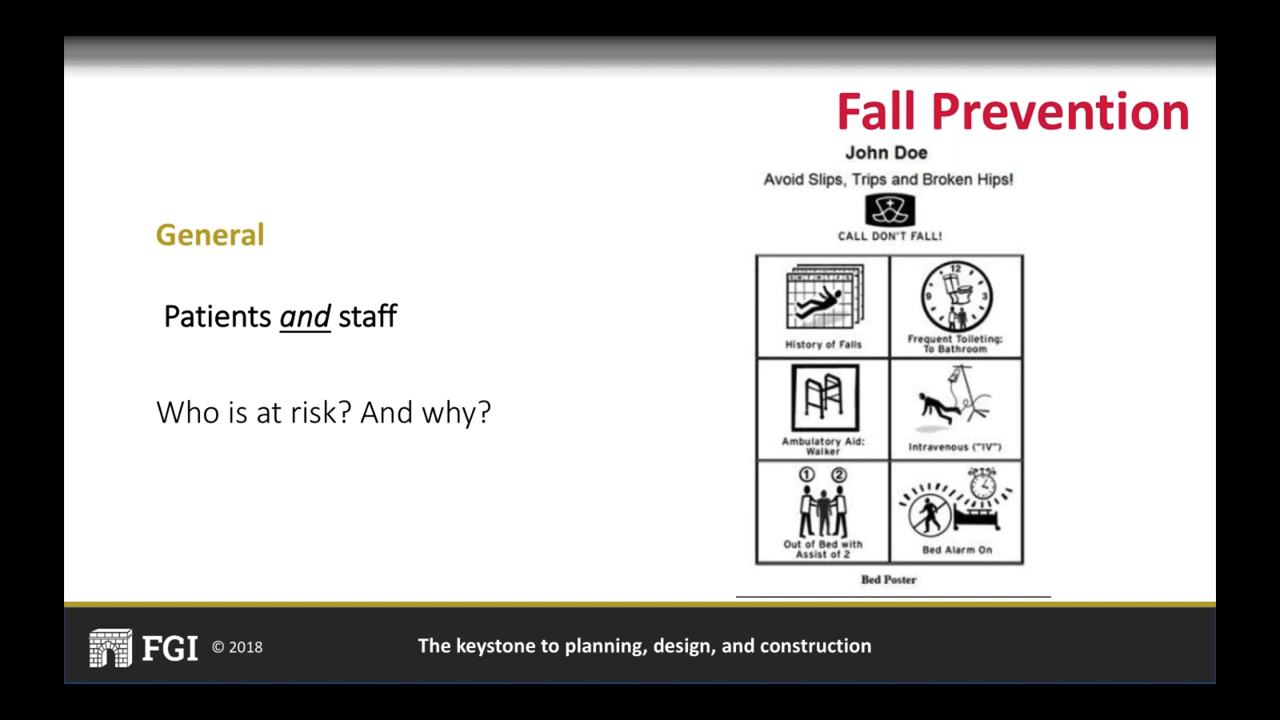 Fall Prevention
General
Patients and staff
Who is at risk? And why?
John Doe
Avoid Slips, Trips and Broken Hips!
CALL DON'T FALL!
History of Falls
12
3
9
Frequent Toileting:
To Bathroom
Ambulatory Aid:
Walker
Intravenous ("IV")
1 2
Out of Bed with
Assist of 2
Bed Alarm On
Bed Poster
FGI © 2018
The keystone to planning, design, and construction